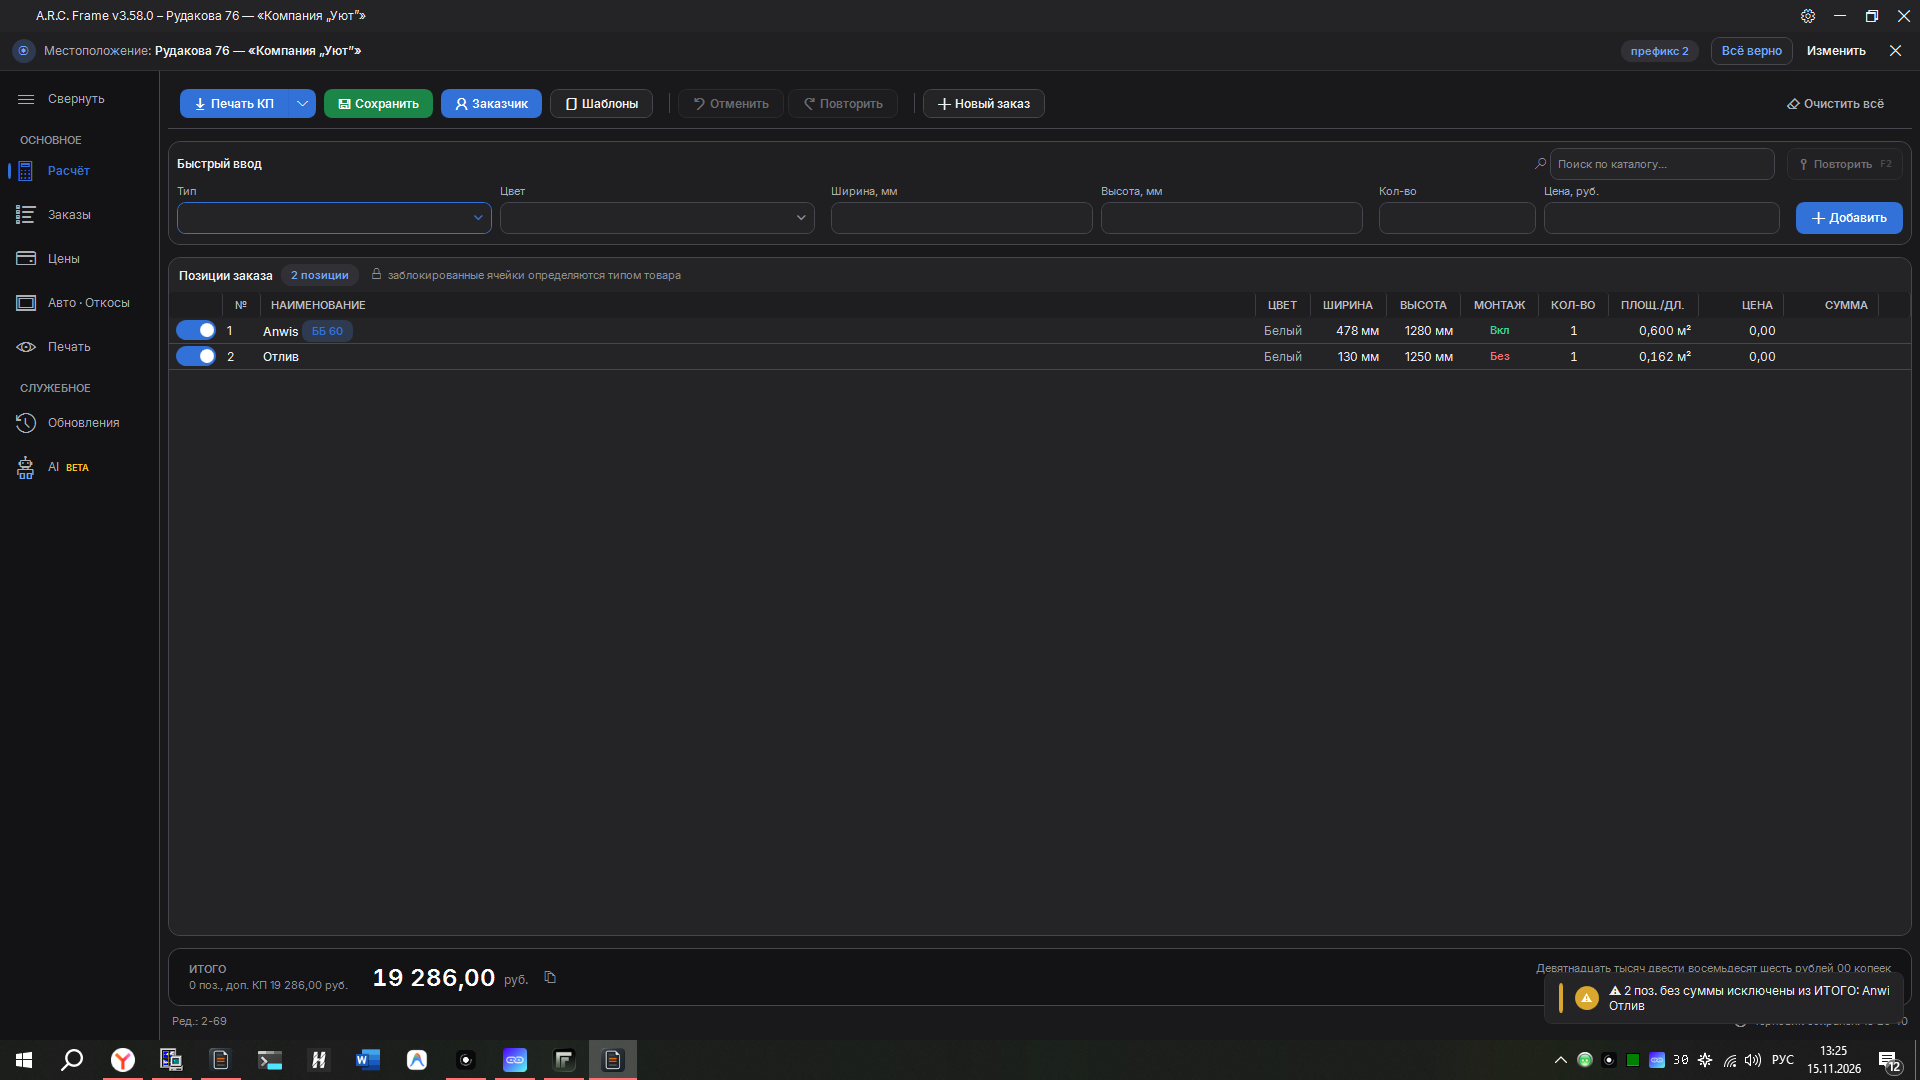 A.R.C. Frame v3.58.0 – Рудакова 76 — «Компания „Уют"»
Местоположение: Рудакова 76 — «Компания „Уют"»
префикс 2
Всё верно
Изменить
Свернуть
ОСНОВНОЕ
Расчёт
Заказы
Цены
Авто · Откосы
Печать
СЛУЖЕБНОЕ
Обновления
AI BETA
Печать КП
Сохранить
Заказчик
Шаблоны
Отменить
Повторить
Новый заказ
Очистить всё
Быстрый ввод
Поиск по каталогу...
Повторить F2
Тип
Цвет
Ширина, мм
Высота, мм
Кол-во
Цена, руб.
Добавить
Позиции заказа
2 позиции
заблокированные ячейки определяются типом товара
№ НАИМЕНОВАНИЕ ЦВЕТ ШИРИНА ВЫСОТА МОНТАЖ КОЛ-ВО ПЛОЩ./ДЛ. ЦЕНА СУММА
1 Anwis ББ 60 Белый 478 мм 1280 мм Вкл 1 0,600 м² 0,00
2 Отлив Белый 130 мм 1250 мм Без 1 0,162 м² 0,00
ИТОГО
0 поз., доп. КП 19 286,00 руб.
19 286,00 руб.
Девятнадцать тысяч двести восемьдесят шесть рублей 00 копеек
⚠ 2 поз. без суммы исключены из ИТОГО: Anwi
Отлив
Ред.: 2-69
30
РУС
13:25
15.11.2026
12